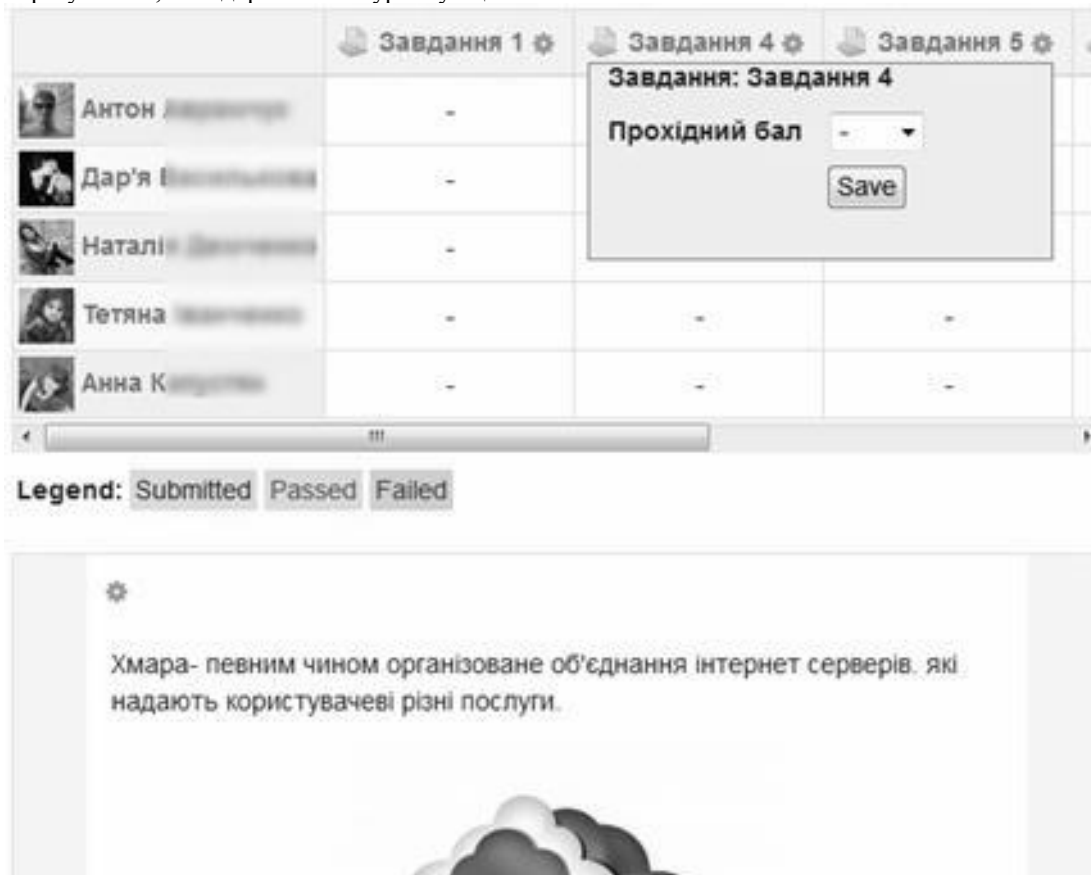 Завдання 1 Завдання 4 Завдання 5
Завдання: Завдання 4
Прохідний бал -
Save
Антон -
Дар'я -
Наталі -
Тетяна - - -
Анна К - - -
Legend: Submitted Passed Failed
Хмара- певним чином організоване об'єднання інтернет серверів. які
надають користувачеві різні послуги.